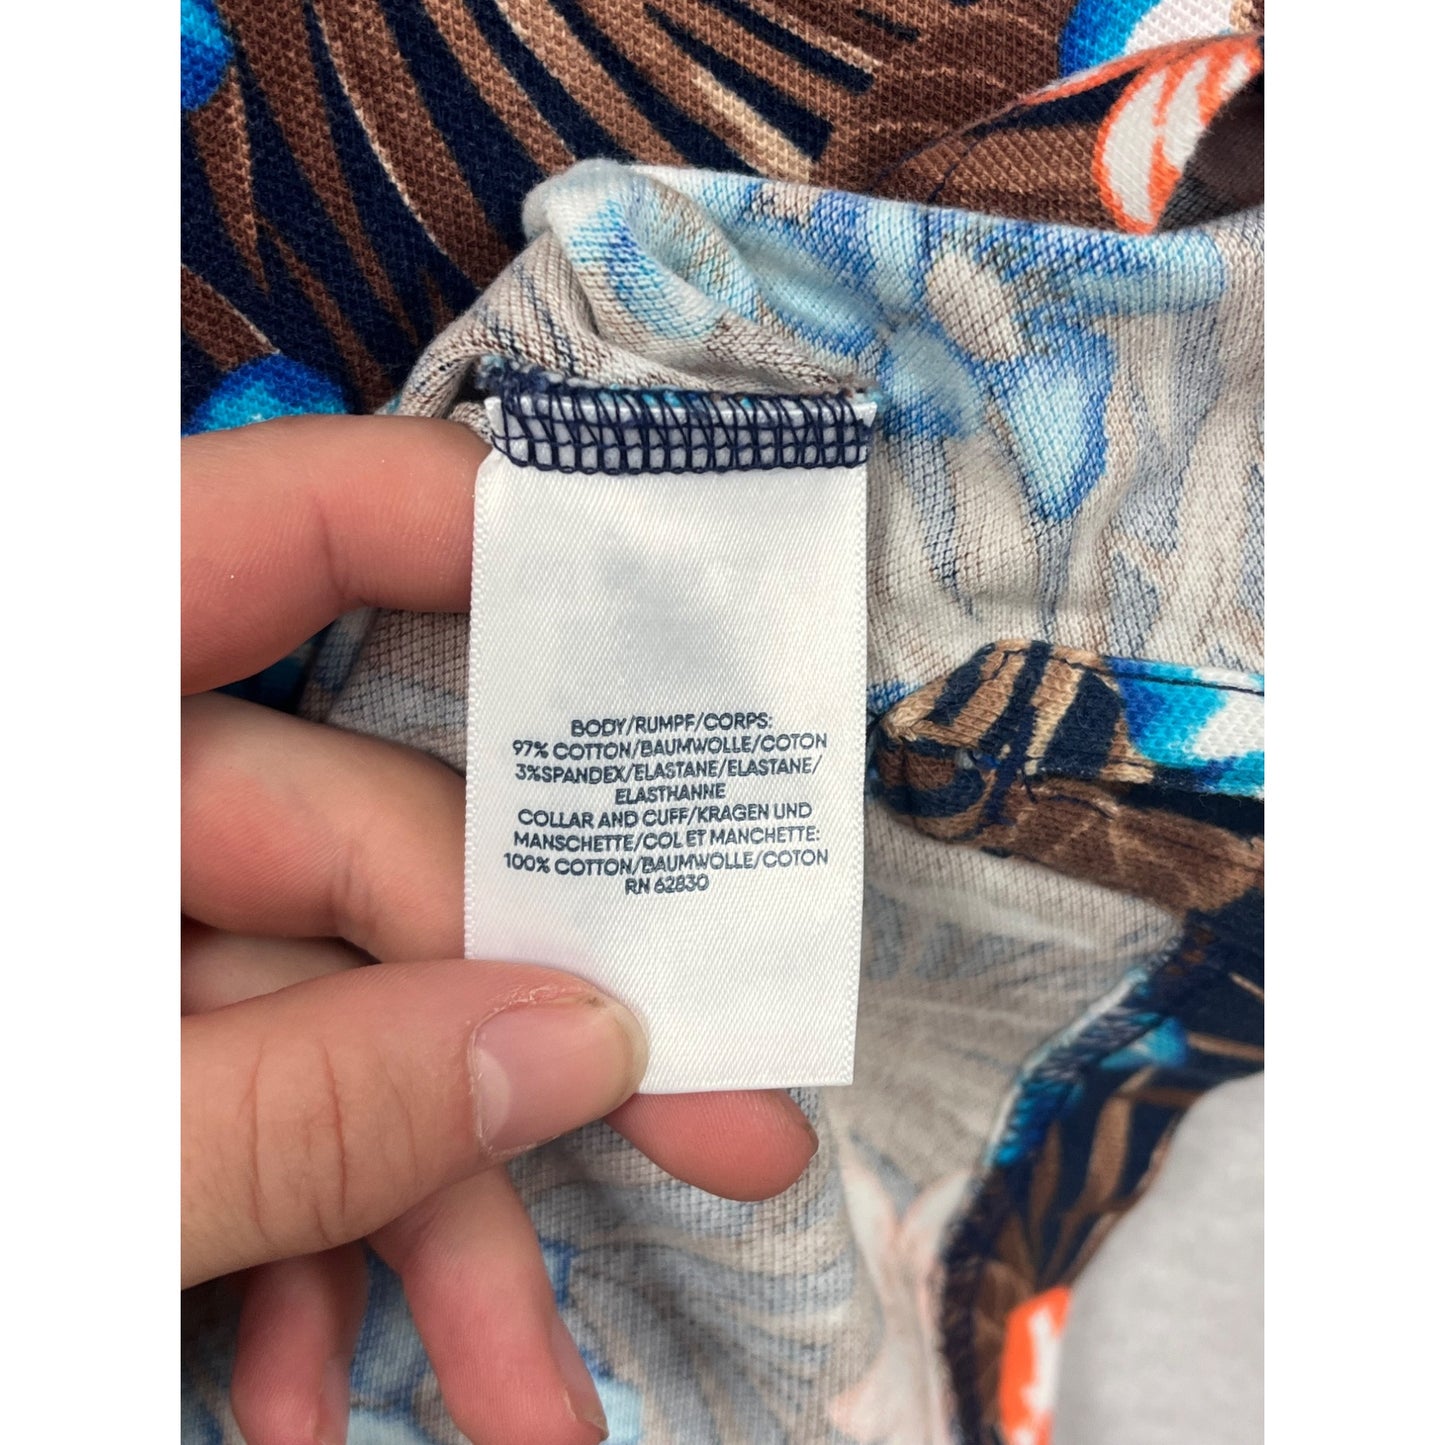 BODY/RUMPF/CORPS:
97% COTTON/BAUMWOLLE/COTON
3%SPANDEX/ELASTANE/ELASTANE/
ELASTHANNE
COLLAR AND CUFF/KRAGEN UND
MANSCHETTE/COL ET MANCHETTE:
100% COTTON/BAUMWOLLE/COTON
RN 62830